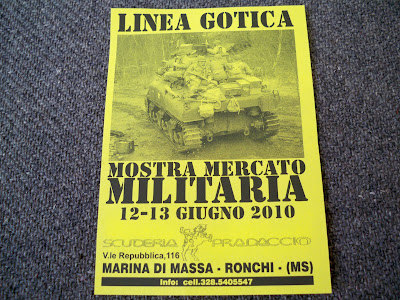 LINEA GOTICA
MOSTRA MERCATO
MILITARIA
12-13 GIUGNO 2010
SCUDERIA PRADACCIO
V.le Repubblica,116
MARINA DI MASSA - RONCHI - (MS)
Info: cell.328.5405547